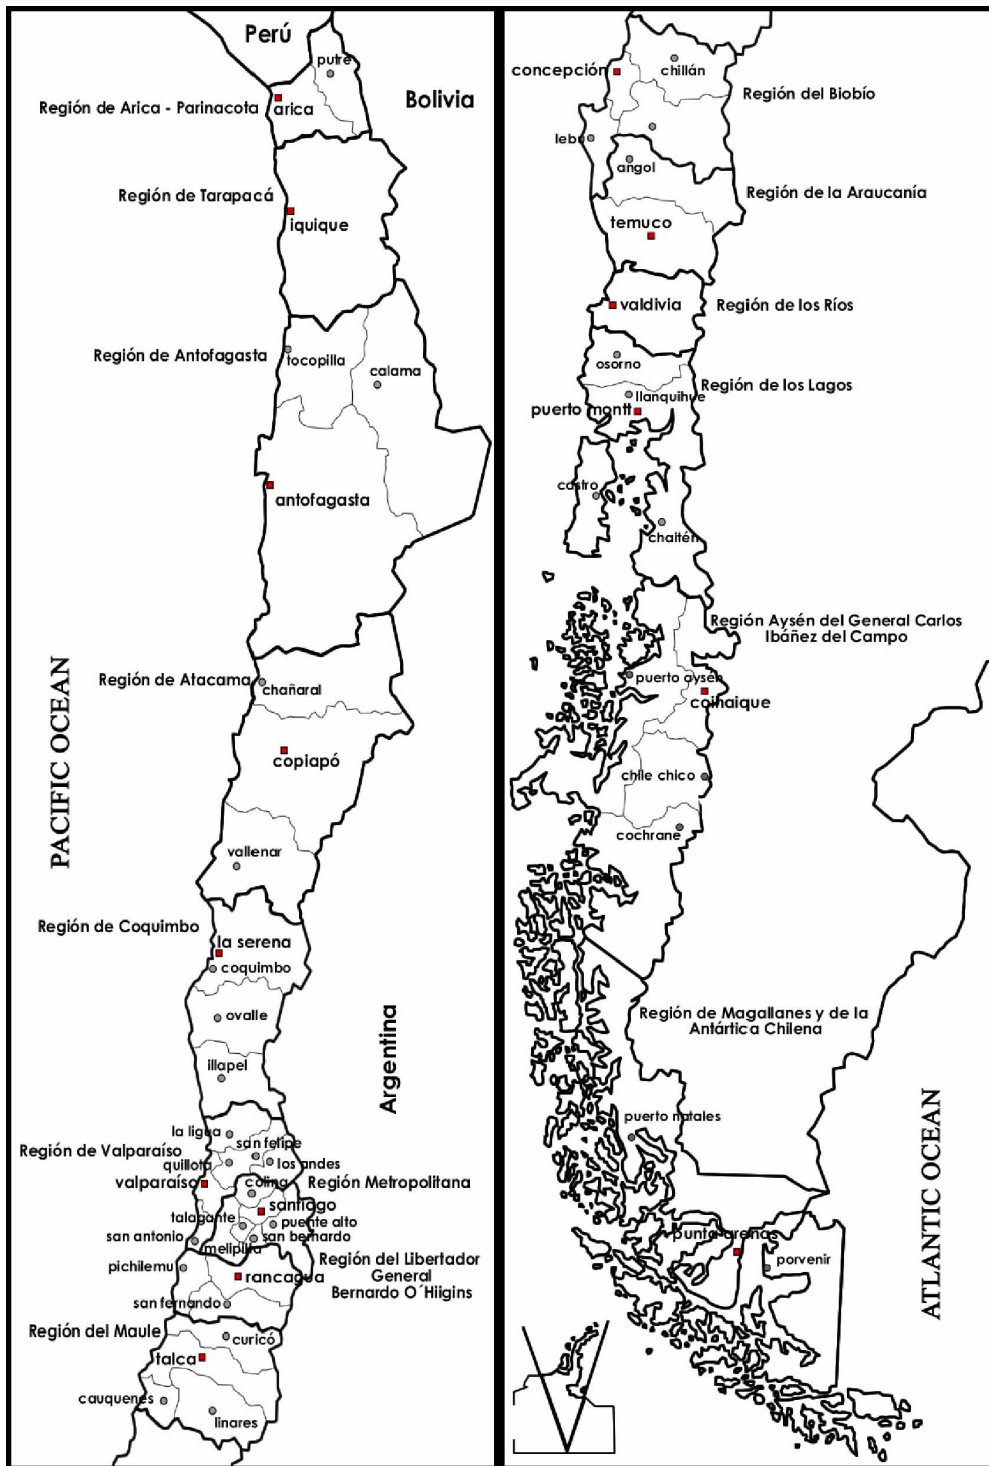 Perú
putre
Bolivia
Región de Arica - Parinacota
arica
Región de Tarapacá
iquique
Región de Antofagasta
tocopilla
calama
antofagasta
PACIFIC OCEAN
Región de Atacama
chañaral
copiapó
vallenar
Región de Coquimbo
la serena
coquimbo
ovalle
Argentina
illapel
la ligua
san felipe
Región de Valparaíso
quillota
los andes
valparaíso
colina
Región Metropolitana
santiago
talagante
puente alto
san antonio
san bernardo
melipilla
pichilemu
Región del Libertador
General
Bernardo O´Hiigins
rancagua
san fernando
Región del Maule
curicó
talca
cauquenes
linares
concepción
chillán
Región del Biobío
lebu
angol
Región de la Araucanía
temuco
valdivia
Región de los Ríos
osorno
Región de los Lagos
llanquihue
puerto montt
castro
chaitén
Región Aysén del General Carlos
Ibáñez del Campo
puerto aysén
coihaique
chile chico
cochrane
Región de Magallanes y de la
Antártica Chilena
puerto natales
ATLANTIC OCEAN
punta arenas
porvenir